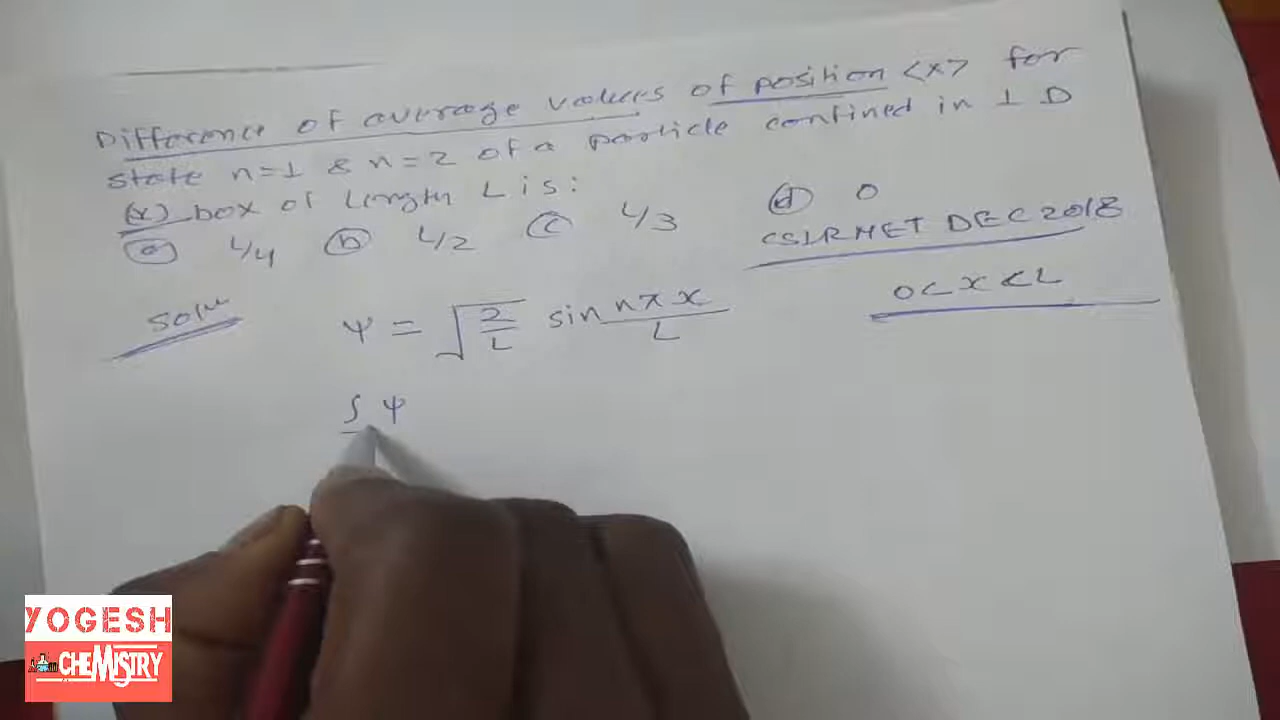 Difference of average values of position <x> for
state n=1 & n=2 of a particle confined in 1 D
(x) box of length L is:
(a) L/4 (b) L/2 (c) L/3 (d) 0
CSIR NET DEC 2018
Soln ψ = √2/L sin nπx/L 0<x<L
∫ ψ
YOGESH
CHEMISTRY